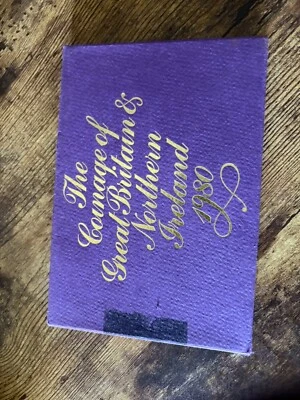 The
Coinage of
Great Britain &
Northern
Ireland
1980